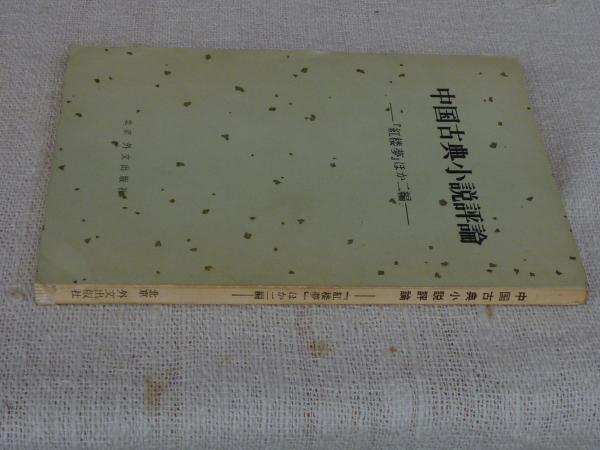 中国古典小説評論
——『紅楼夢』ほか二編——
北京 外文出版社
中国古典小説評論
——『紅楼夢』ほか二編——
北京 外文出版社